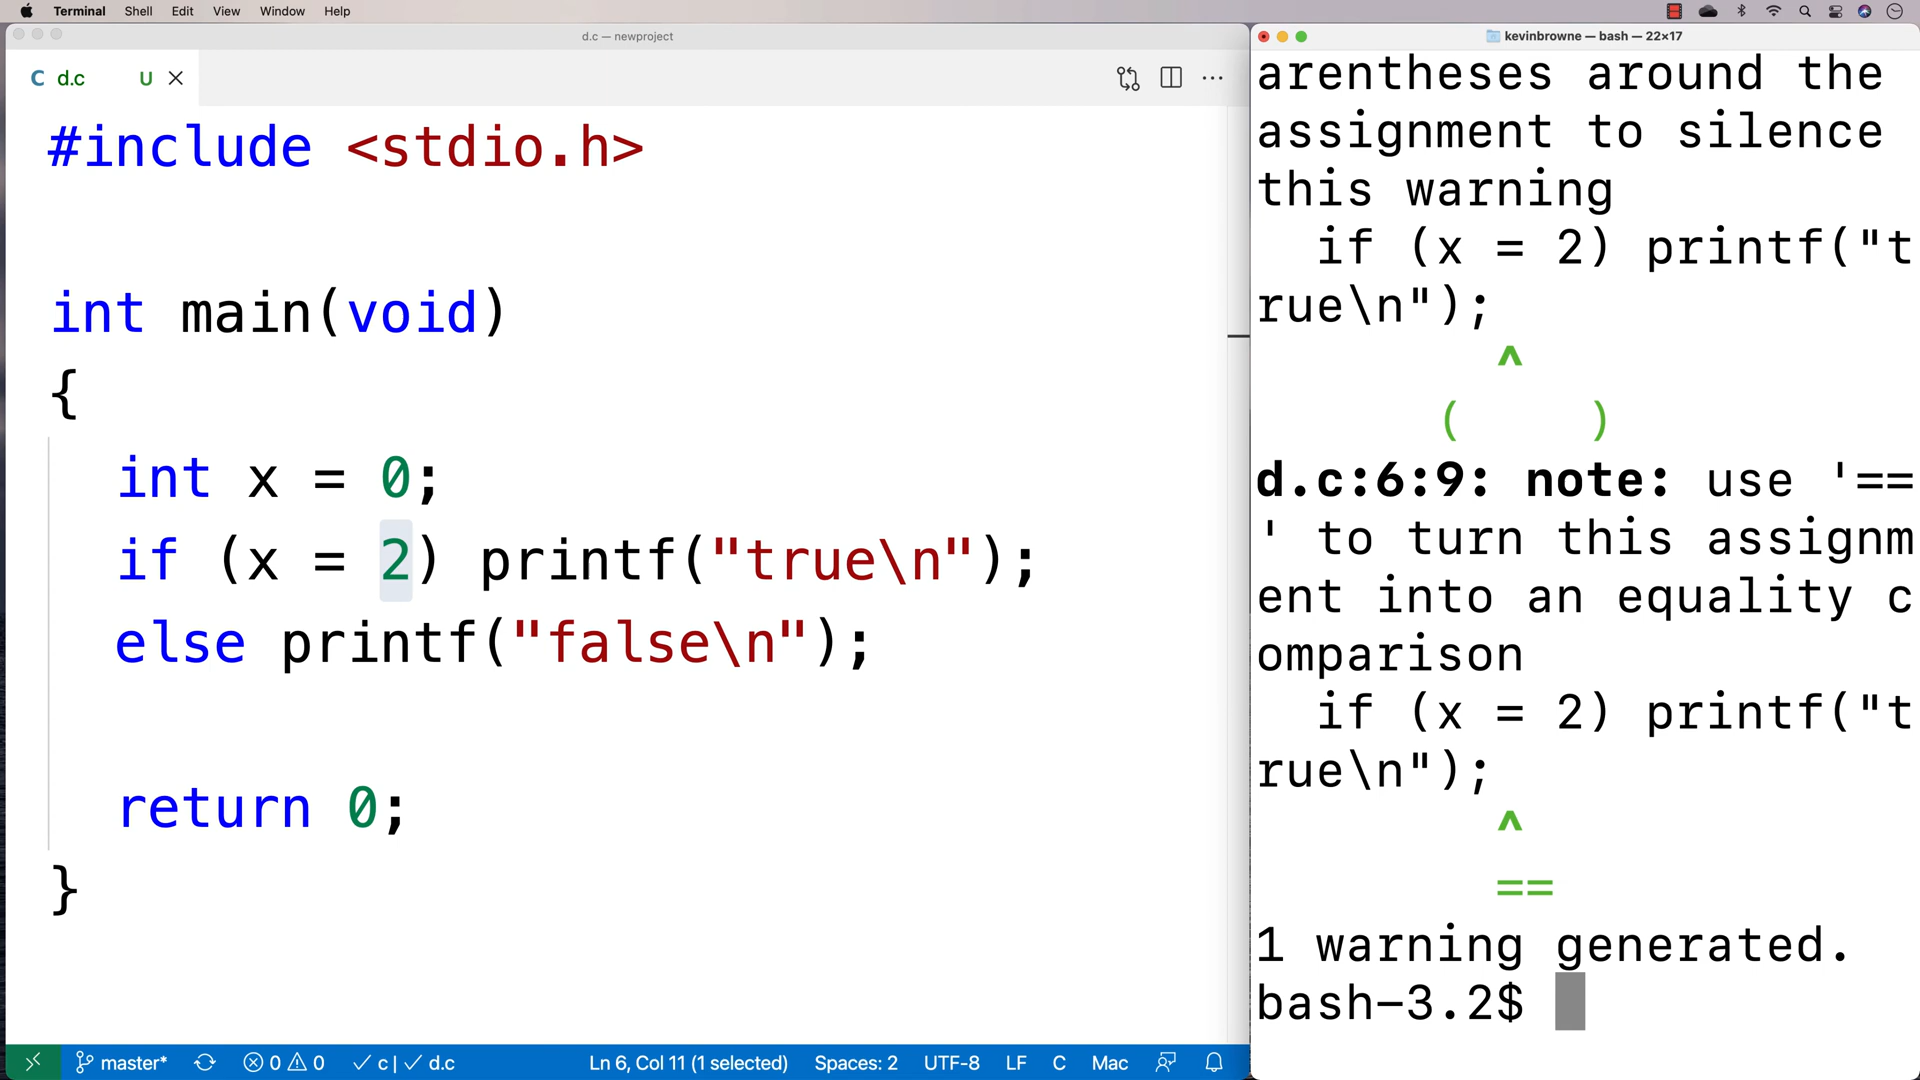 Terminal Shell Edit View Window Help
d.c — newproject
C d.c U
#include <stdio.h>
int main(void)
{
int x = 0;
if (x = 2) printf("true\n");
else printf("false\n");
return 0;
}
master* 0 0 c | d.c Ln 6, Col 11 (1 selected) Spaces: 2 UTF-8 LF C Mac
kevinbrowne — bash — 22×17
arentheses around the
assignment to silence
this warning
if (x = 2) printf("t
rue\n");
^
( )
d.c:6:9: note: use '==
' to turn this assignm
ent into an equality c
omparison
if (x = 2) printf("t
rue\n");
^
==
1 warning generated.
bash-3.2$